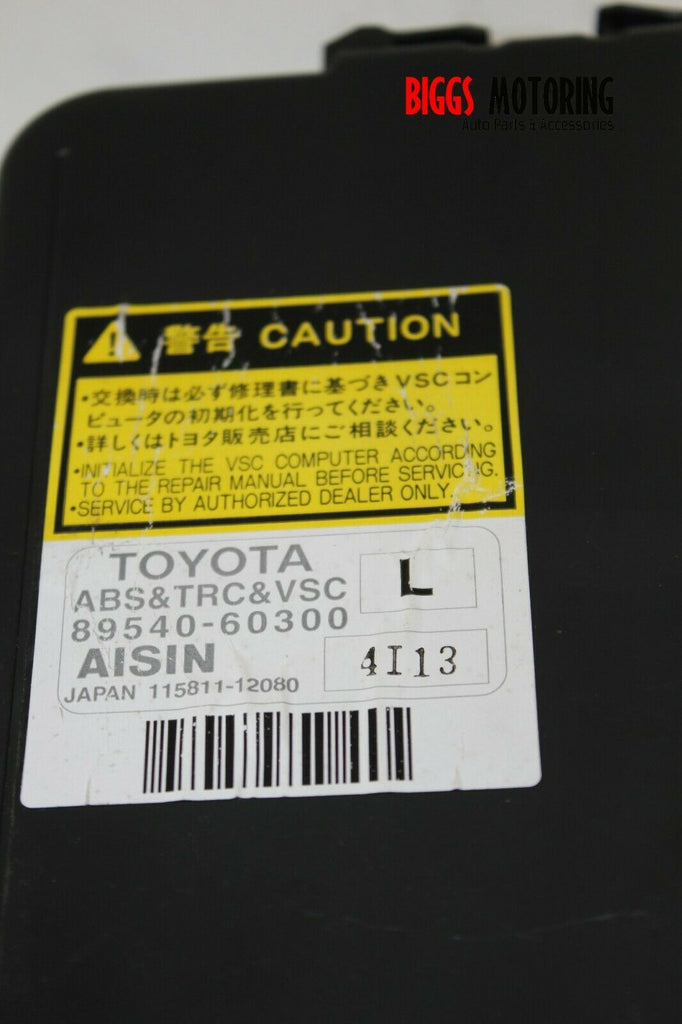 BIGGS MOTORING
Auto Parts & Accessories
警告 CAUTION
・交換時は必ず修理書に基づきVSCコン
ピュータの初期化を行ってください。
・詳しくはトヨタ販売店にご相談ください。
・INITIALIZE THE VSC COMPUTER ACCORDING
TO THE REPAIR MANUAL BEFORE SERVICING.
・SERVICE BY AUTHORIZED DEALER ONLY.
TOYOTA
L
ABS&TRC&VSC
89540-60300
AISIN
4I13
JAPAN 115811-12080